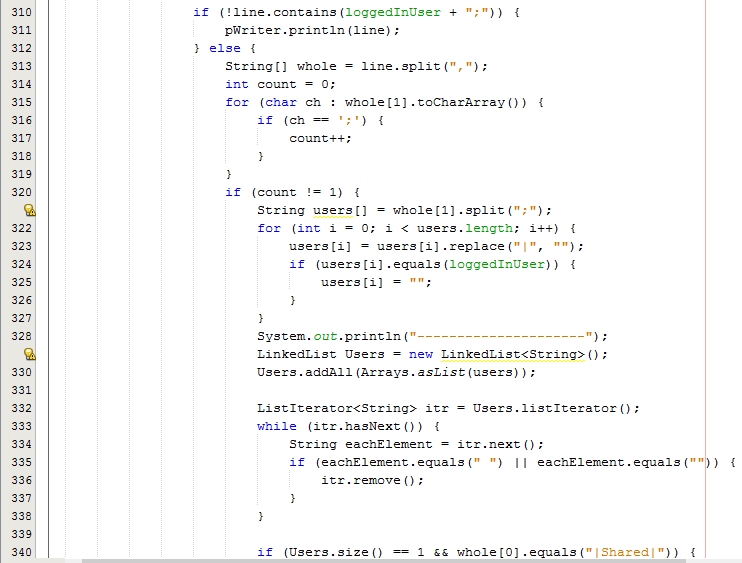 310 if (!line.contains(loggedInUser + ";")) {
311 pWriter.println(line);
312 } else {
313 String[] whole = line.split(",");
314 int count = 0;
315 for (char ch : whole[1].toCharArray()) {
316 if (ch == ';') {
317 count++;
318 }
319 }
320 if (count != 1) {
String users[] = whole[1].split(";");
322 for (int i = 0; i < users.length; i++) {
323 users[i] = users[i].replace("|", "");
324 if (users[i].equals(loggedInUser)) {
325 users[i] = "";
326 }
327 }
328 System.out.println("---------------------");
LinkedList Users = new LinkedList<String>();
330 Users.addAll(Arrays.asList(users));
331
332 ListIterator<String> itr = Users.listIterator();
333 while (itr.hasNext()) {
334 String eachElement = itr.next();
335 if (eachElement.equals(" ") || eachElement.equals("")) {
336 itr.remove();
337 }
338 }
339
340 if (Users.size() == 1 && whole[0].equals("|Shared|")) {